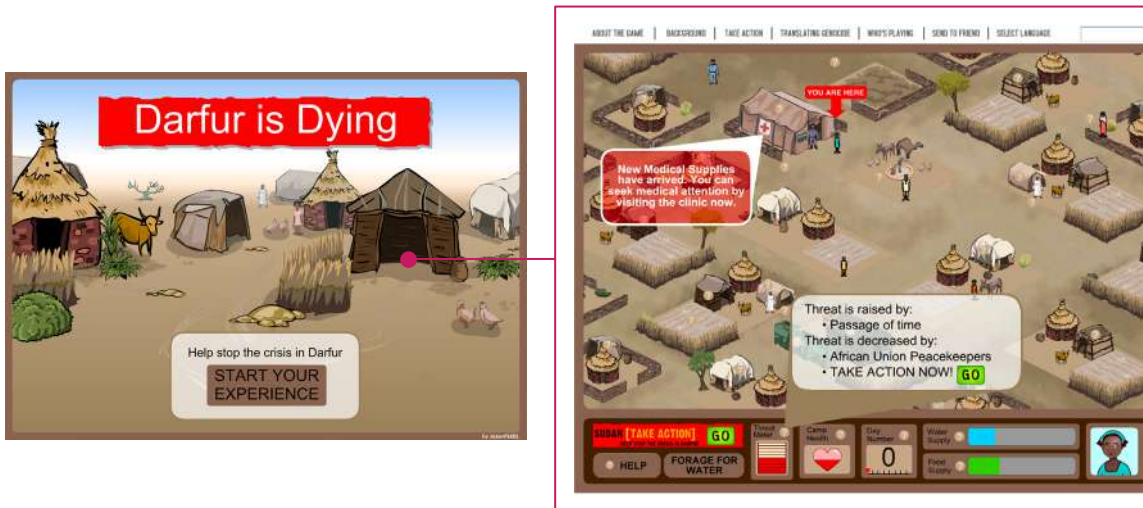 Darfur is Dying
Help stop the crisis in Darfur
START YOUR
EXPERIENCE
ABOUT THE GAME | BACKGROUND | TAKE ACTION | TRANSLATING GENOCIDE | WHO'S PLAYING | SEND TO FRIEND | SELECT LANGUAGE
YOU ARE HERE
New Medical Supplies
have arrived. You can
seek medical attention by
visiting the clinic now.
Threat is raised by:
• Passage of time
Threat is decreased by:
• African Union Peacekeepers
• TAKE ACTION NOW! GO
SUDAN [TAKE ACTION] GO
HELP
FORAGE FOR
WATER
Threat
Meter
Camp
Health
Day
Number
0
Water
Supply
Food
Supply